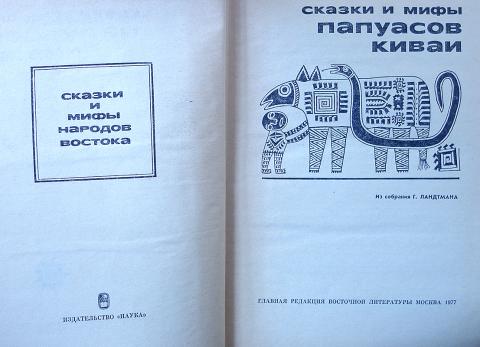 СКАЗКИ
И
МИФЫ
НАРОДОВ
ВОСТОКА
ИЗДАТЕЛЬСТВО «НАУКА»
СКАЗКИ И МИФЫ
ПАПУАСОВ
КИВАИ
Из собрания Г. ЛАНДТМАНА
ГЛАВНАЯ РЕДАКЦИЯ ВОСТОЧНОЙ ЛИТЕРАТУРЫ МОСКВА 1977